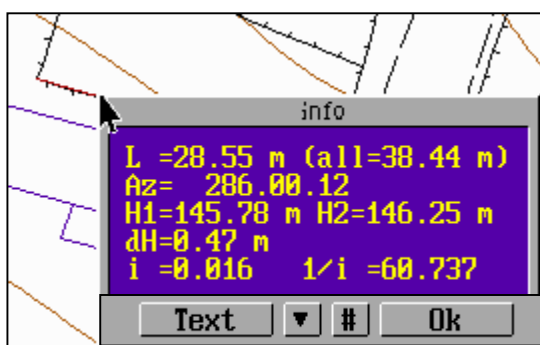 info
L =28.55 m (all=38.44 m)
Az= 286.00.12
H1=145.78 m H2=146.25 m
dH=0.47 m
i =0.016 1/i =60.737
Text ▼ # Ok